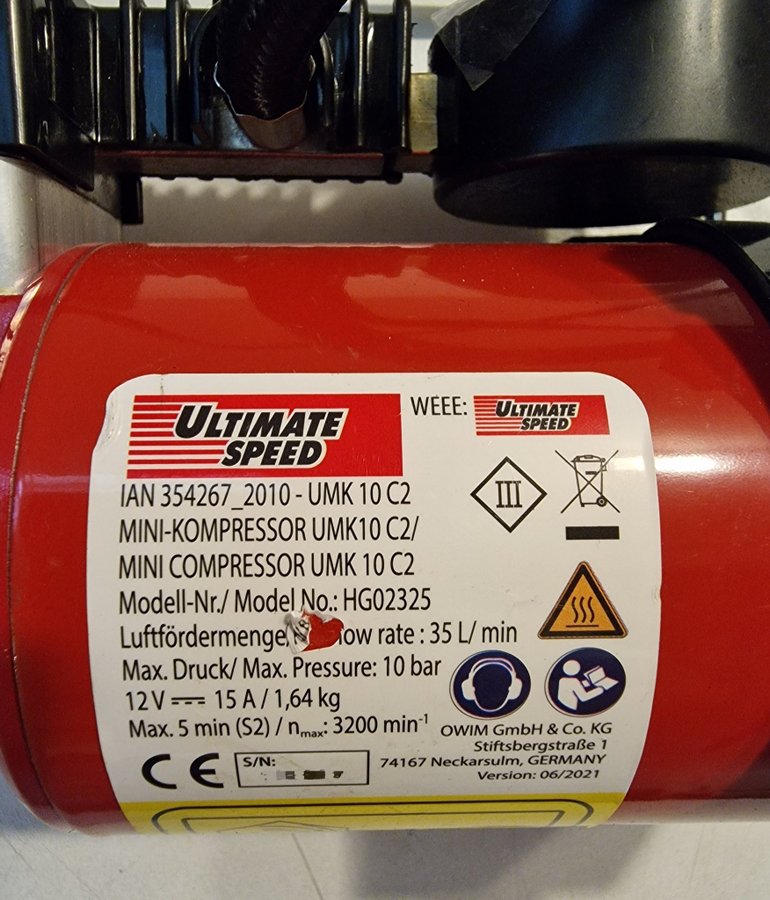 ULTIMATE
SPEED
WEEE: ULTIMATE
SPEED
IAN 354267_2010 - UMK 10 C2
MINI-KOMPRESSOR UMK10 C2/
MINI COMPRESSOR UMK 10 C2
III
Modell-Nr./ Model No.: HG02325
Luftfördermenge rate : 35 L/ min
Max. Druck/ Max. Pressure: 10 bar
12 V 15 A / 1,64 kg
Max. 5 min (S2) / nmax: 3200 min-1
OWIM GmbH & Co. KG
Stiftsbergstraße 1
74167 Neckarsulm, GERMANY
Version: 06/2021
CE
S/N: